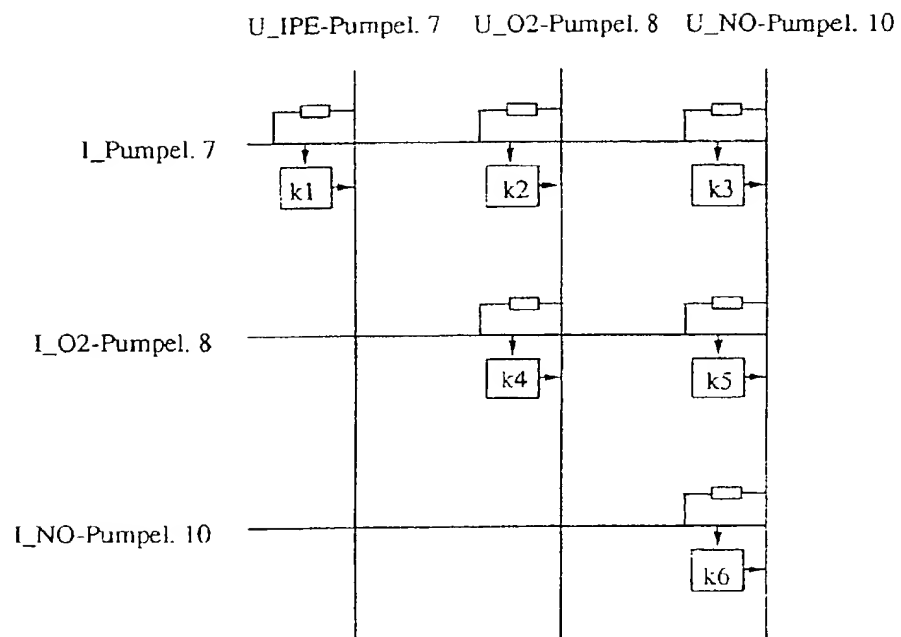 U_IPE-Pumpel. 7 U_O2-Pumpel. 8 U_NO-Pumpel. 10
I_Pumpel. 7
k1 k2 k3
I_O2-Pumpel. 8
k4 k5
I_NO-Pumpel. 10
k6